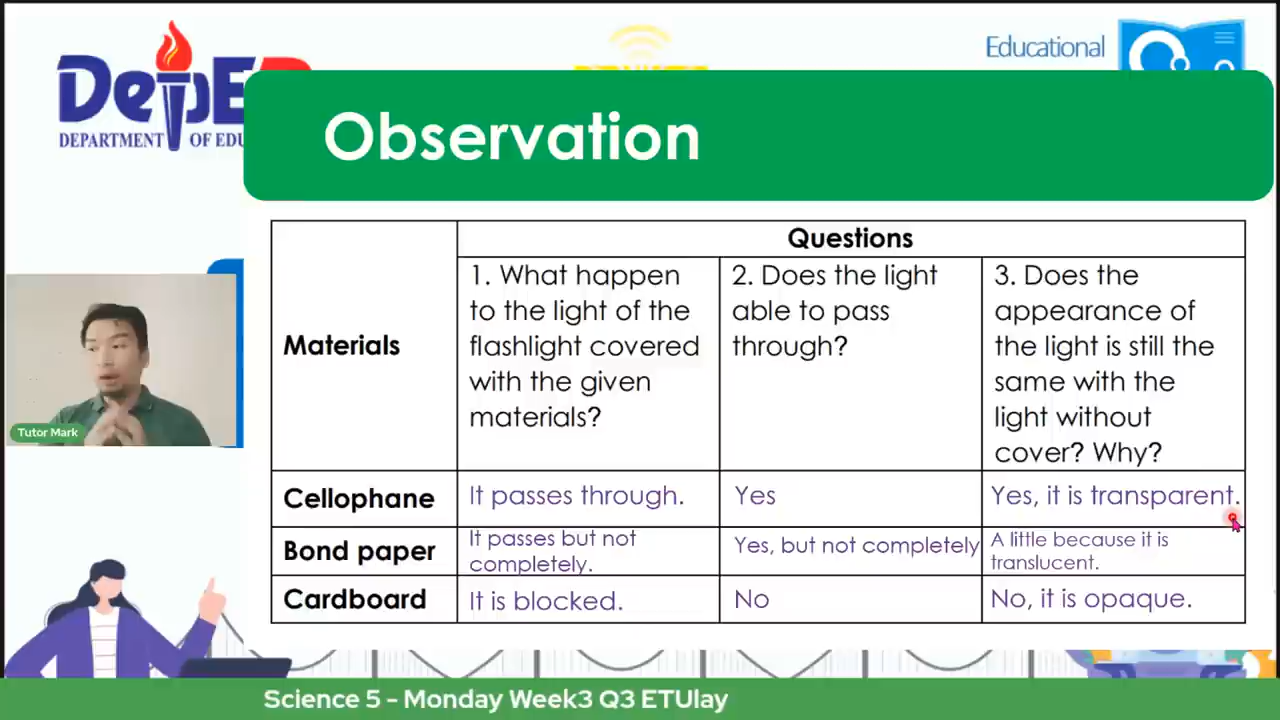 DepED
DEPARTMENT OF EDU
Educational
Observation
Questions
Materials
1. What happen
to the light of the
flashlight covered
with the given
materials?
2. Does the light
able to pass
through?
3. Does the
appearance of
the light is still the
same with the
light without
cover? Why?
Cellophane
It passes through.
Yes
Yes, it is transparent.
Bond paper
It passes but not
completely.
Yes, but not completely
A little because it is
translucent.
Cardboard
It is blocked.
No
No, it is opaque.
Tutor Mark
Science 5 - Monday Week3 Q3 ETUlay